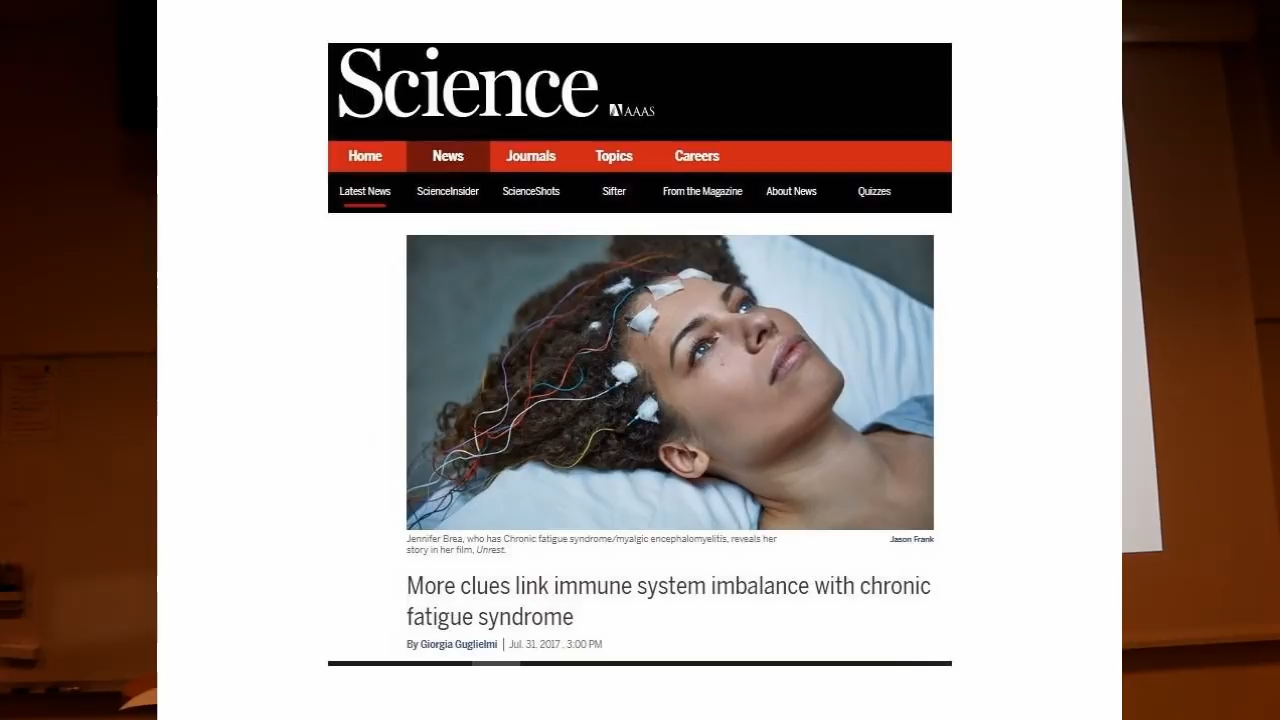 Science AAAS
Home News Journals Topics Careers
Latest News ScienceInsider ScienceShots Sifter From the Magazine About News Quizzes
Jennifer Brea, who has Chronic fatigue syndrome/myalgic encephalomyelitis, reveals her
story in her film, Unrest.
Jason Frank
More clues link immune system imbalance with chronic
fatigue syndrome
By Giorgia Guglielmi | Jul. 31, 2017 , 3:00 PM